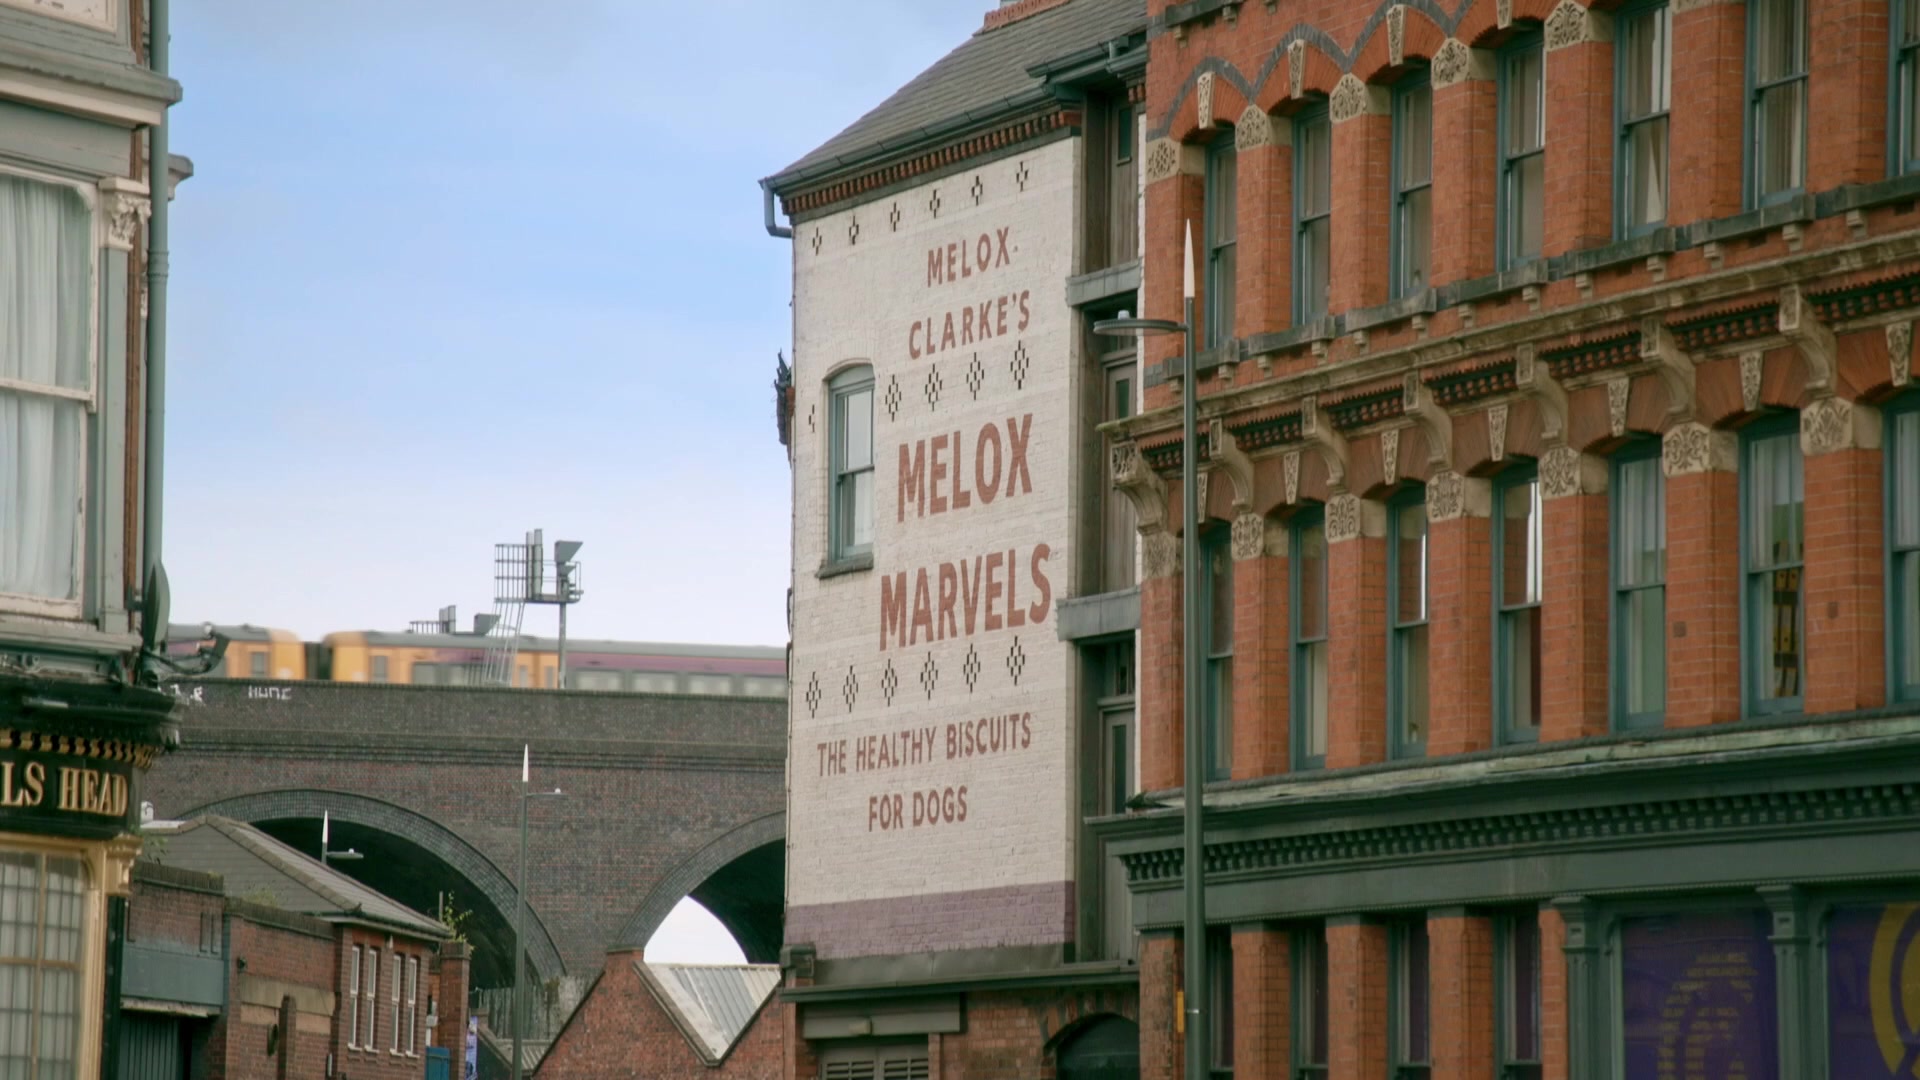 MELOX-
CLARKE'S
MELOX
MARVELS
THE HEALTHY BISCUITS
FOR DOGS
LS HEAD